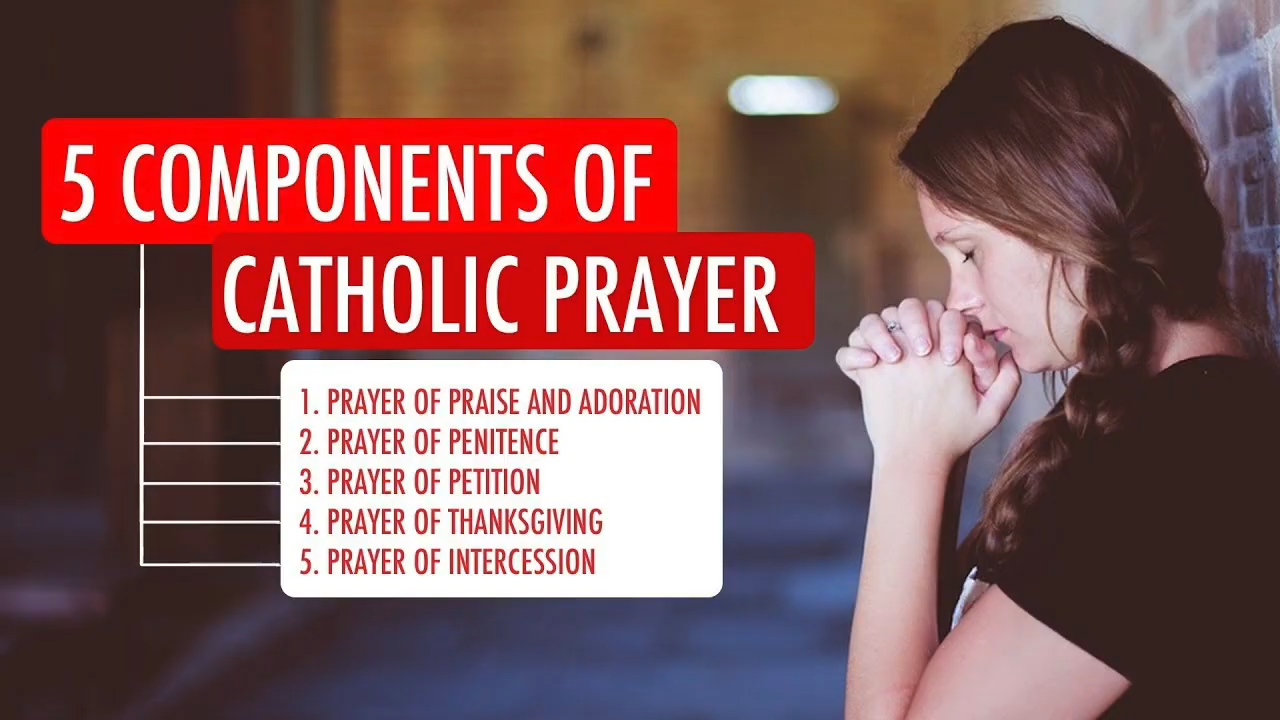 5 COMPONENTS OF
CATHOLIC PRAYER
1. PRAYER OF PRAISE AND ADORATION
2. PRAYER OF PENITENCE
3. PRAYER OF PETITION
4. PRAYER OF THANKSGIVING
5. PRAYER OF INTERCESSION